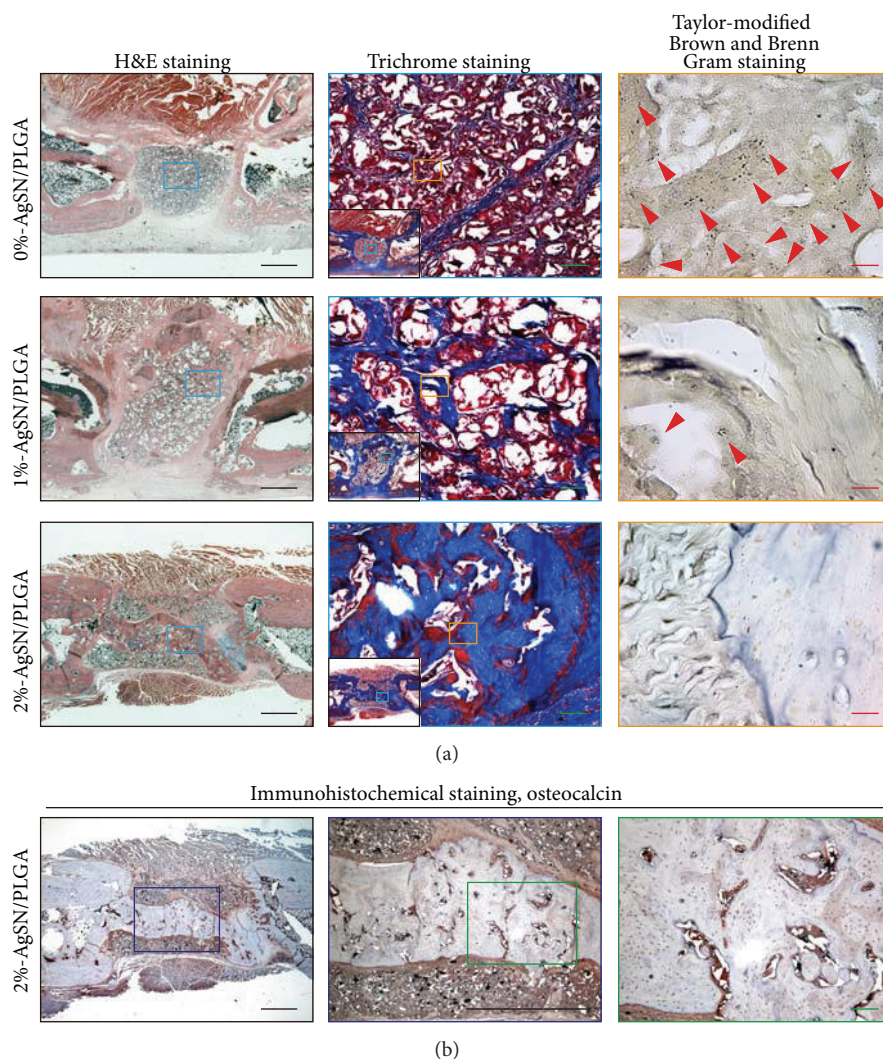 H&E staining
Trichrome staining
Taylor-modified
Brown and Brenn
Gram staining
0%-AgSN/PLGA
1%-AgSN/PLGA
2%-AgSN/PLGA
(a)
Immunohistochemical staining, osteocalcin
2%-AgSN/PLGA
(b)